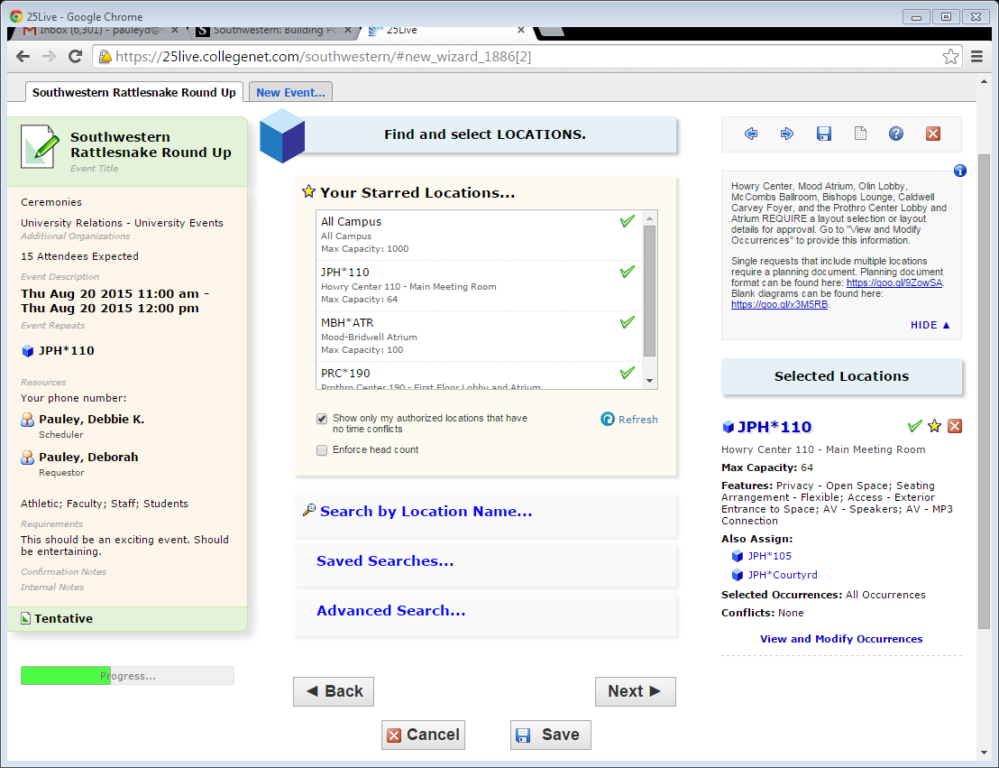 25Live - Google Chrome
Inbox (6,301) - pauleyd@s
Southwestern: Building Po
25Live
https://25live.collegenet.com/southwestern/#new_wizard_1886[2]
Southwestern Rattlesnake Round Up
New Event...
Southwestern
Rattlesnake Round Up
Event Title
Ceremonies
University Relations - University Events
Additional Organizations
15 Attendees Expected
Event Description
Thu Aug 20 2015 11:00 am -
Thu Aug 20 2015 12:00 pm
Event Repeats
JPH*110
Resources
Your phone number:
Pauley, Debbie K.
Scheduler
Pauley, Deborah
Requestor
Athletic; Faculty; Staff; Students
Requirements
This should be an exciting event. Should
be entertaining.
Confirmation Notes
Internal Notes
Tentative
Progress...
Find and select LOCATIONS.
Your Starred Locations...
All Campus
All Campus
Max Capacity: 1000
JPH*110
Howry Center 110 - Main Meeting Room
Max Capacity: 64
MBH*ATR
Mood-Bridwell Atrium
Max Capacity: 100
PRC*190
Prothro Center 190 - First Floor Lobby and Atrium
Show only my authorized locations that have
no time conflicts
Refresh
Enforce head count
Search by Location Name...
Saved Searches...
Advanced Search...
Back
Next
Cancel
Save
Howry Center, Mood Atrium, Olin Lobby,
McCombs Ballroom, Bishops Lounge, Caldwell
Carvey Foyer, and the Prothro Center Lobby and
Atrium REQUIRE a layout selection or layout
details for approval. Go to "View and Modify
Occurrences" to provide this information.
Single requests that include multiple locations
require a planning document. Planning document
format can be found here: https://goo.gl/9ZowSA.
Blank diagrams can be found here:
https://goo.gl/x3M5RB.
HIDE ▲
Selected Locations
JPH*110
Howry Center 110 - Main Meeting Room
Max Capacity: 64
Features: Privacy - Open Space; Seating
Arrangement - Flexible; Access - Exterior
Entrance to Space; AV - Speakers; AV - MP3
Connection
Also Assign:
JPH*105
JPH*Courtyrd
Selected Occurrences: All Occurrences
Conflicts: None
View and Modify Occurrences